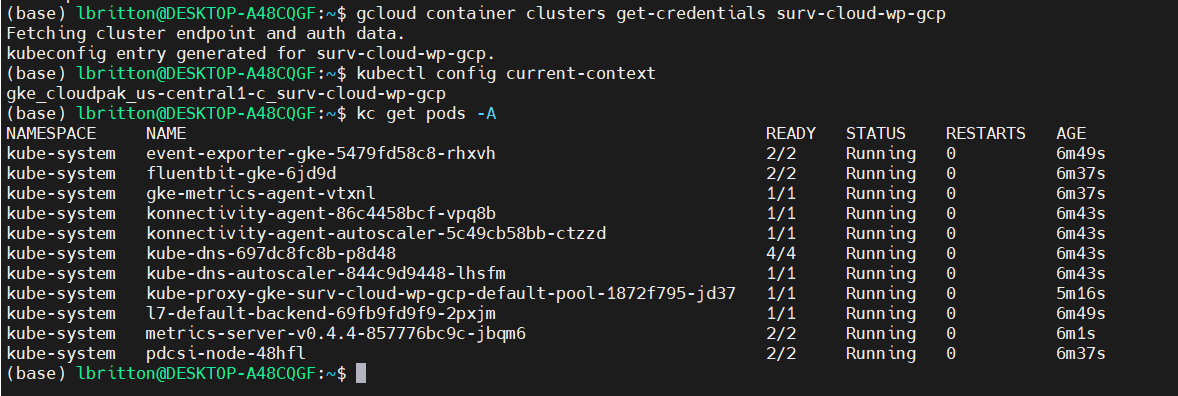 (base) lbritton@DESKTOP-A48CQGF:~$ gcloud container clusters get-credentials surv-cloud-wp-gcp
Fetching cluster endpoint and auth data.
kubeconfig entry generated for surv-cloud-wp-gcp.
(base) lbritton@DESKTOP-A48CQGF:~$ kubectl config current-context
gke_cloudpak_us-central1-c_surv-cloud-wp-gcp
(base) lbritton@DESKTOP-A48CQGF:~$ kc get pods -A
NAMESPACE     NAME                                                        READY   STATUS    RESTARTS   AGE
kube-system   event-exporter-gke-5479fd58c8-rhxvh                         2/2     Running   0          6m49s
kube-system   fluentbit-gke-6jd9d                                         2/2     Running   0          6m37s
kube-system   gke-metrics-agent-vtxnl                                     1/1     Running   0          6m37s
kube-system   konnectivity-agent-86c4458bcf-vpq8b                         1/1     Running   0          6m43s
kube-system   konnectivity-agent-autoscaler-5c49cb58bb-ctzzd              1/1     Running   0          6m43s
kube-system   kube-dns-697dc8fc8b-p8d48                                   4/4     Running   0          6m43s
kube-system   kube-dns-autoscaler-844c9d9448-lhsfm                        1/1     Running   0          6m43s
kube-system   kube-proxy-gke-surv-cloud-wp-gcp-default-pool-1872f795-jd37   1/1     Running   0          5m16s
kube-system   l7-default-backend-69fb9fd9f9-2pxjm                         1/1     Running   0          6m49s
kube-system   metrics-server-v0.4.4-857776bc9c-jbqm6                      2/2     Running   0          6m1s
kube-system   pdcsi-node-48hfl                                            2/2     Running   0          6m37s
(base) lbritton@DESKTOP-A48CQGF:~$